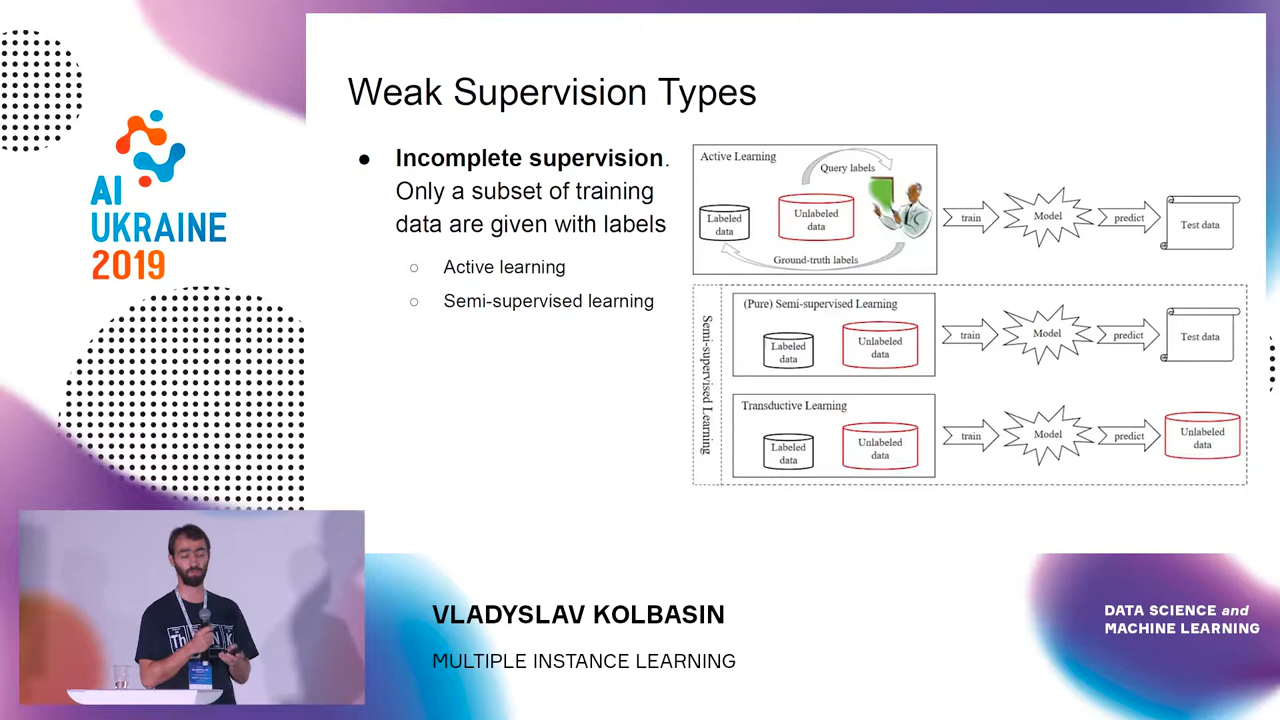 AI
UKRAINE
2019
Weak Supervision Types
● Incomplete supervision.
Only a subset of training
data are given with labels
○ Active learning
○ Semi-supervised learning
Active Learning
Query labels
Labeled
data
Unlabeled
data
Ground-truth labels
train
Model
predict
Test data
Semi-supervised Learning
(Pure) Semi-supervised Learning
Labeled
data
Unlabeled
data
train
Model
predict
Test data
Transductive Learning
Labeled
data
Unlabeled
data
train
Model
predict
Unlabeled
data
Th
N
K
VLADYSLAV KOLBASIN
MULTIPLE INSTANCE LEARNING
DATA SCIENCE and
MACHINE LEARNING